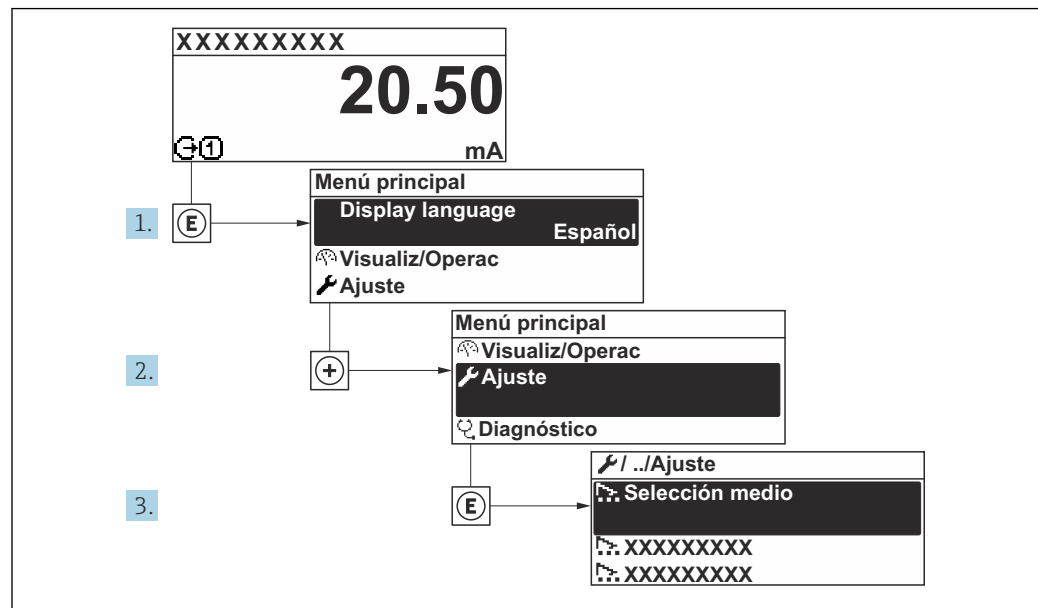 XXXXXXXXX
20.50
1 mA
1. E
Menú principal
Display language
Español
Visualiz/Operac
Ajuste
2. +
Menú principal
Visualiz/Operac
Ajuste
Diagnóstico
3. E
/ ../Ajuste
Selección medio
XXXXXXXXX
XXXXXXXXX